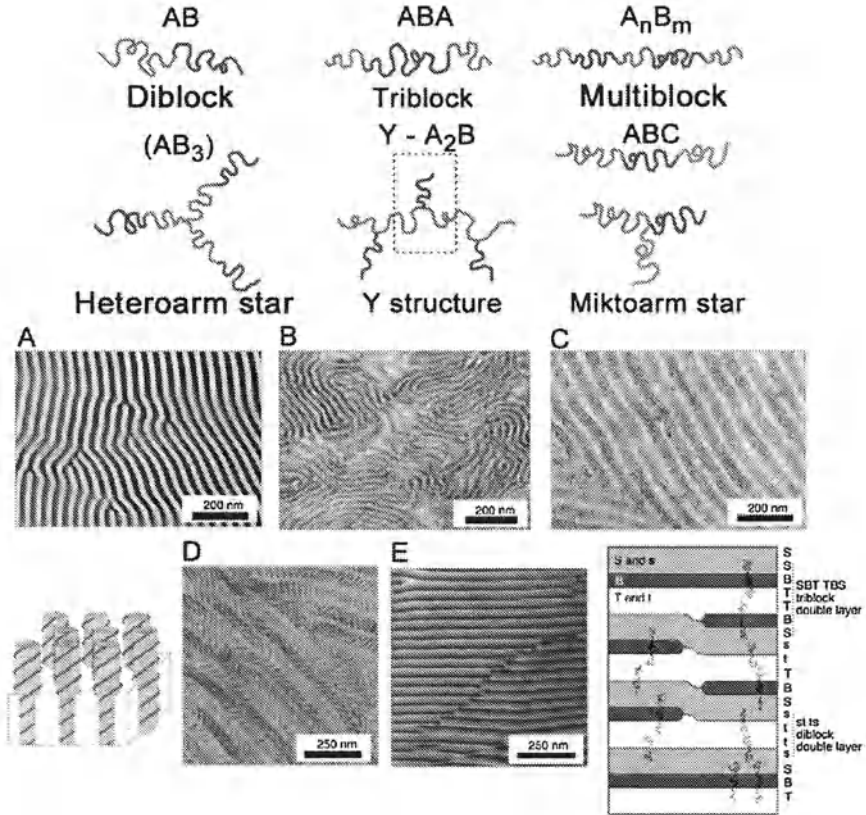 AB
Diblock
ABA
Triblock
AₙBₘ
Multiblock
(AB₃)
Heteroarm star
Y - A₂B
Y structure
ABC
Miktoarm star
A
200 nm
B
200 nm
C
200 nm
D
250 nm
E
250 nm
S and s
B
T and t
S
S
B
T
T
B
S
s
t
T
B
S
s
t
t
s
S
B
T
SBT TBS
triblock
double layer
st ts
diblock
double layer